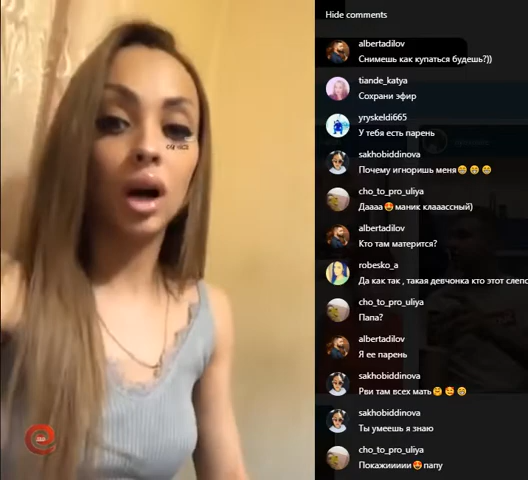 Hide comments
albertadilov
Снимешь как купаться будешь?))
tiande_katya
Сохрани эфир
yryskeldi665
У тебя есть парень
sakhobiddinova
Почему игноришь меня
cho_to_pro_uliya
Даааа маник клааассный)
albertadilov
Кто там матерится?
robesko_a
Да как так , такая девчонка кто этот слепо
cho_to_pro_uliya
Папа?
albertadilov
Я ее парень
sakhobiddinova
Рви там всех мать
sakhobiddinova
Ты умеешь я знаю
cho_to_pro_uliya
Покажиииии папу